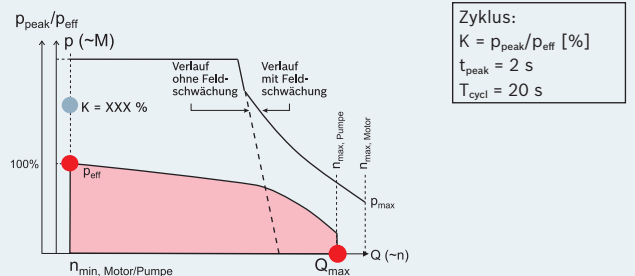 p_peak/p_eff
p (~M)
Verlauf
ohne Feld-
schwächung
Verlauf
mit Feld-
schwächung
K = XXX %
n_max, Pumpe
n_max, Motor
100%
p_eff
p_max
n_min, Motor/Pumpe
Q_max
Q (~n)
Zyklus:
K = p_peak/p_eff [%]
t_peak = 2 s
T_cycl = 20 s